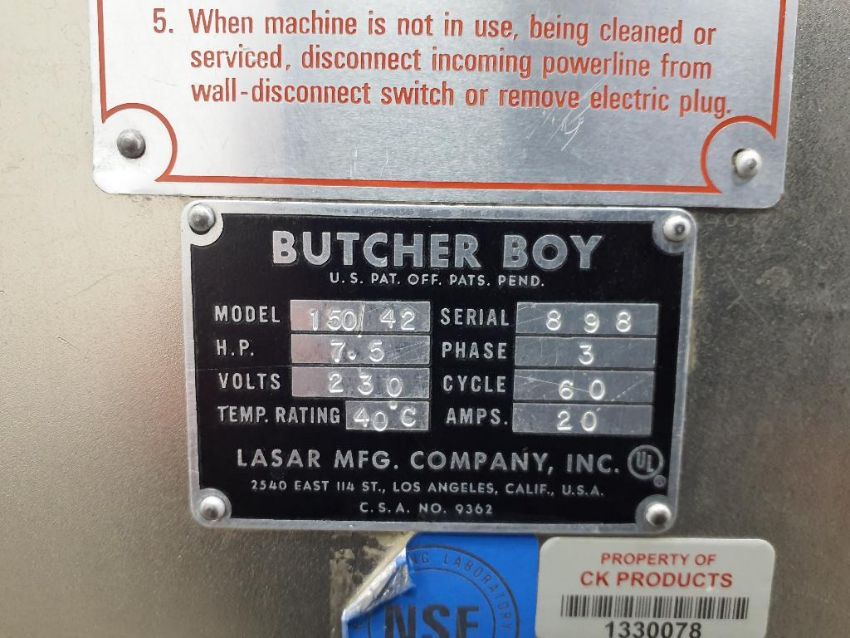 5. When machine is not in use, being cleaned or
serviced, disconnect incoming powerline from
wall-disconnect switch or remove electric plug.
BUTCHER BOY
U.S. PAT. OFF. PATS. PEND.
MODEL 150/42 SERIAL 898
H.P. 7.5 PHASE 3
VOLTS 230 CYCLE 60
TEMP. RATING 40°C AMPS. 20
LASAR MFG. COMPANY, INC. UL ®
2540 EAST 114 ST., LOS ANGELES, CALIF., U.S.A.
C.S.A. NO. 9362
LABORATORY
NSF
PROPERTY OF
CK PRODUCTS
1330078